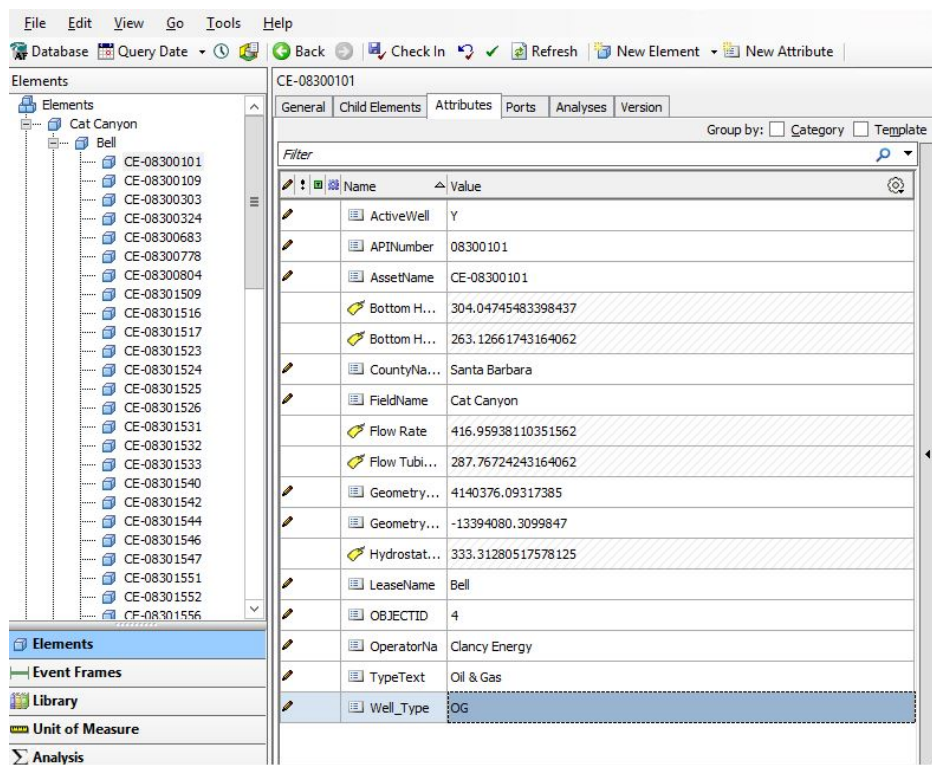 File Edit View Go Tools Help
Database Query Date Back Check In Refresh New Element New Attribute
Elements
Elements
Cat Canyon
Bell
CE-08300101
CE-08300109
CE-08300303
CE-08300324
CE-08300683
CE-08300778
CE-08300804
CE-08301509
CE-08301516
CE-08301517
CE-08301523
CE-08301524
CE-08301525
CE-08301526
CE-08301531
CE-08301532
CE-08301533
CE-08301540
CE-08301542
CE-08301544
CE-08301546
CE-08301547
CE-08301551
CE-08301552
CE-08301556
Elements
Event Frames
Library
Unit of Measure
Analysis
CE-08300101
General Child Elements Attributes Ports Analyses Version
Group by: Category Template
Filter
Name Value
ActiveWell Y
APINumber 08300101
AssetName CE-08300101
Bottom H... 304.04745483398437
Bottom H... 263.12661743164062
CountyNa... Santa Barbara
FieldName Cat Canyon
Flow Rate 416.95938110351562
Flow Tubi... 287.76724243164062
Geometry... 4140376.09317385
Geometry... -13394080.3099847
Hydrostat... 333.31280517578125
LeaseName Bell
OBJECTID 4
OperatorNa Clancy Energy
TypeText Oil & Gas
Well_Type OG